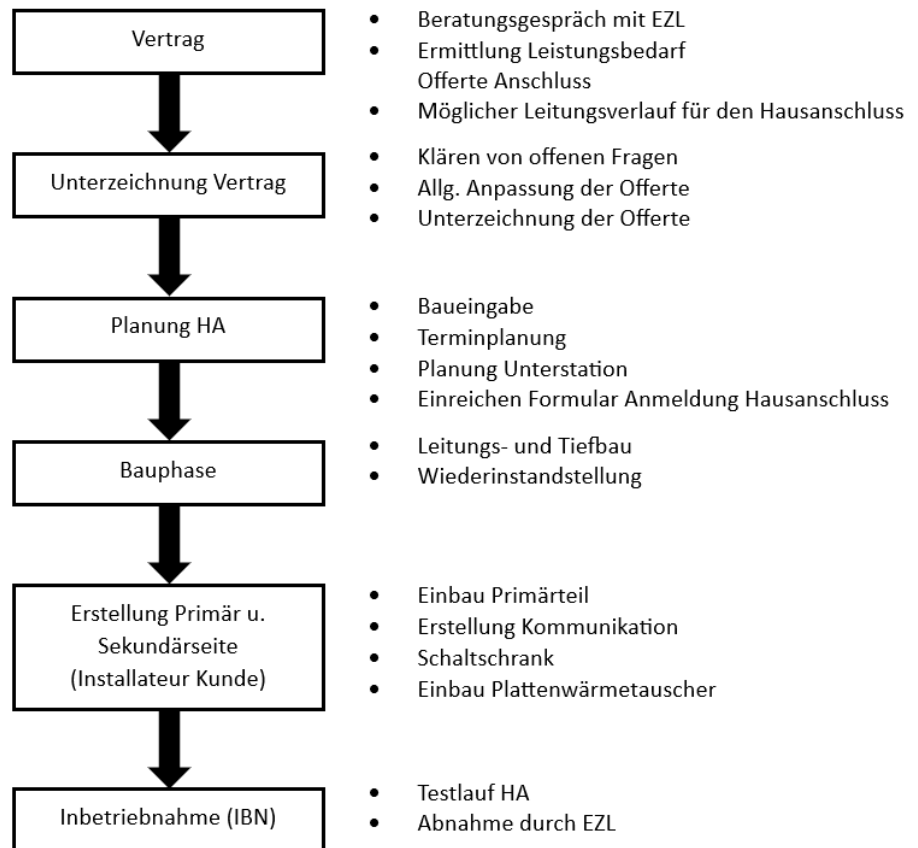 Vertrag
• Beratungsgespräch mit EZL
• Ermittlung Leistungsbedarf
Offerte Anschluss
• Möglicher Leitungsverlauf für den Hausanschluss
Unterzeichnung Vertrag
• Klären von offenen Fragen
• Allg. Anpassung der Offerte
• Unterzeichnung der Offerte
Planung HA
• Baueingabe
• Terminplanung
• Planung Unterstation
• Einreichen Formular Anmeldung Hausanschluss
Bauphase
• Leitungs- und Tiefbau
• Wiederinstandstellung
Erstellung Primär u.
Sekundärseite
(Installateur Kunde)
• Einbau Primärteil
• Erstellung Kommunikation
• Schaltschrank
• Einbau Plattenwärmetauscher
Inbetriebnahme (IBN)
• Testlauf HA
• Abnahme durch EZL